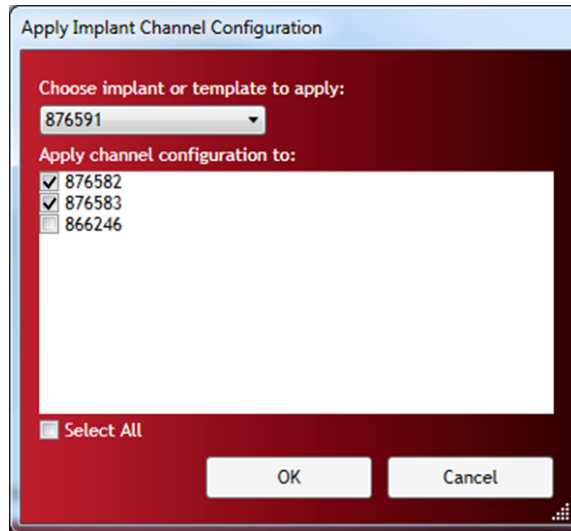 Apply Implant Channel Configuration
Choose implant or template to apply:
876591
Apply channel configuration to:
876582
876583
866246
Select All
OK
Cancel